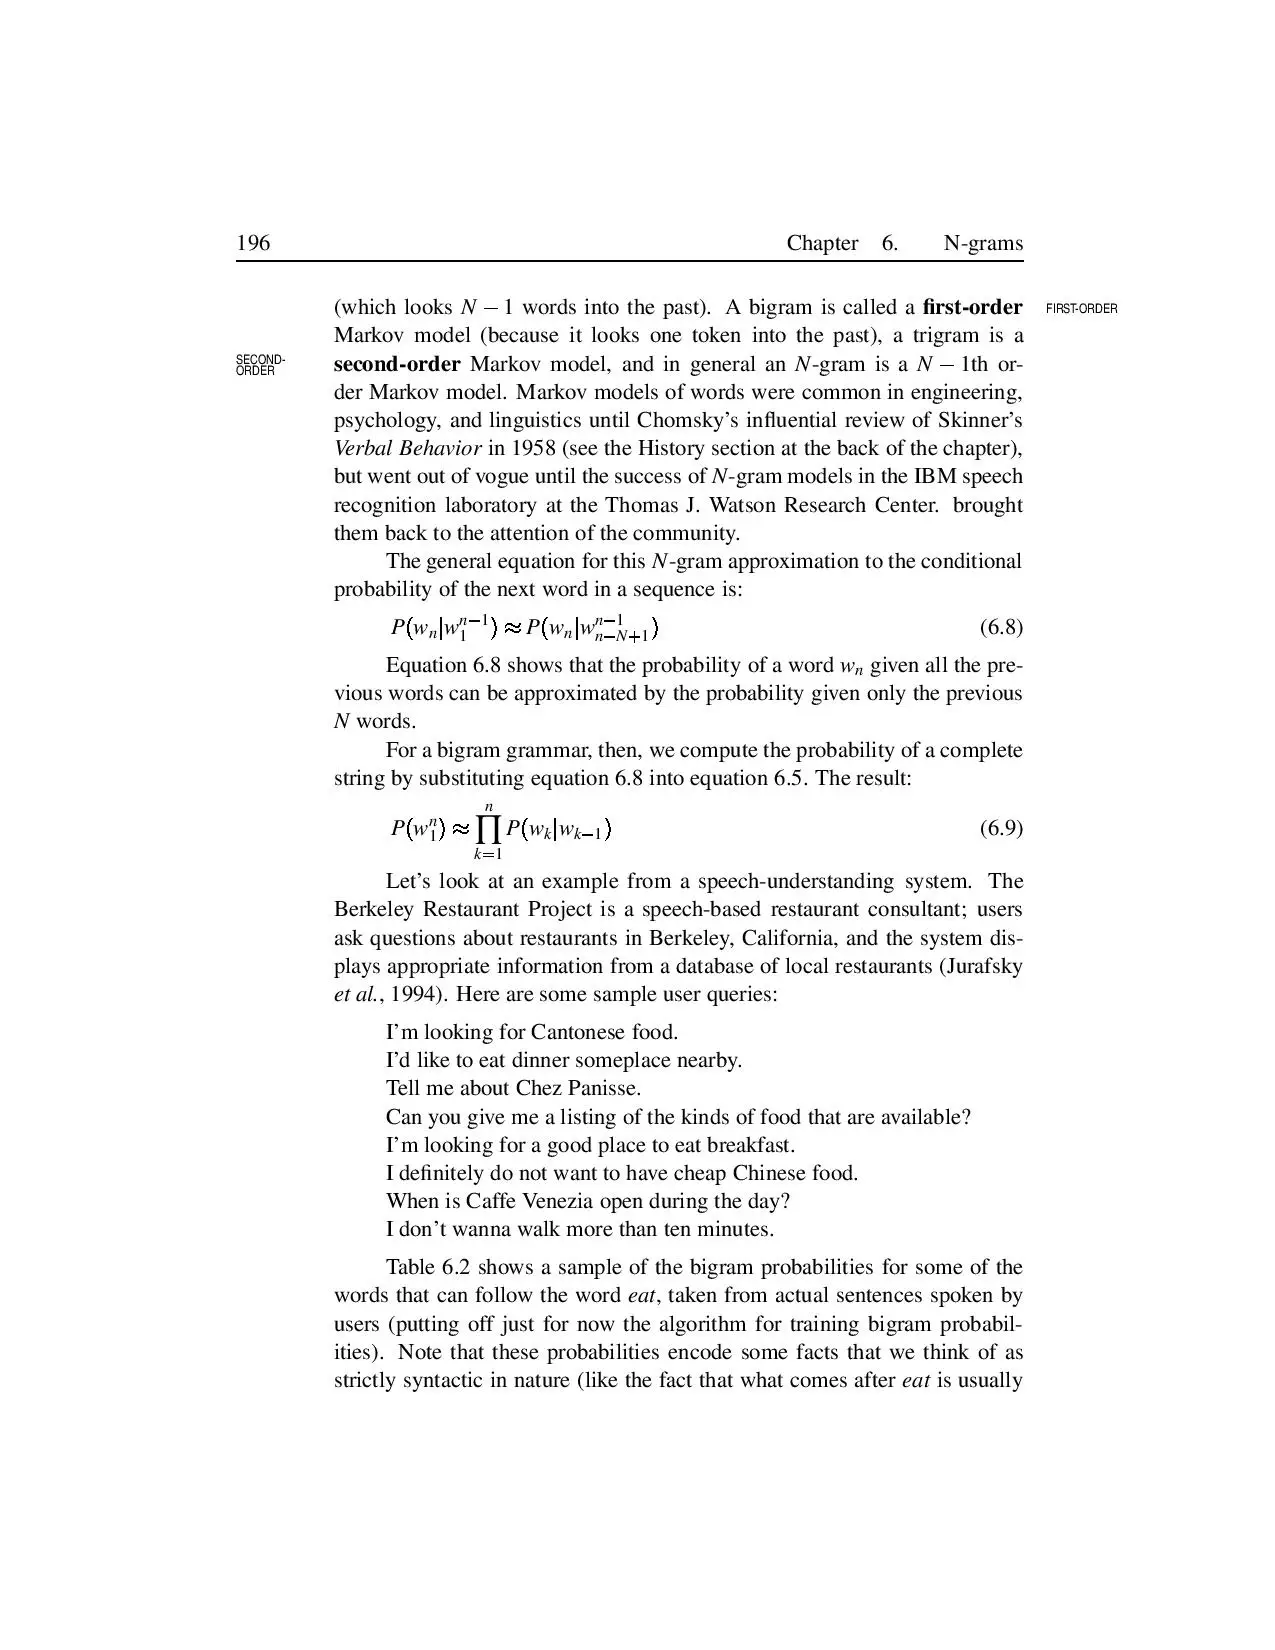 196 Chapter 6. N-grams
(which looks N − 1 words into the past). A bigram is called a first-order
FIRST-ORDER
Markov model (because it looks one token into the past), a trigram is a
SECOND-
ORDER
second-order Markov model, and in general an N-gram is a N − 1th or-
der Markov model. Markov models of words were common in engineering,
psychology, and linguistics until Chomsky's influential review of Skinner's
Verbal Behavior in 1958 (see the History section at the back of the chapter),
but went out of vogue until the success of N-gram models in the IBM speech
recognition laboratory at the Thomas J. Watson Research Center. brought
them back to the attention of the community.
The general equation for this N-gram approximation to the conditional
probability of the next word in a sequence is:
P(w_n|w_1^{n−1}) ≈ P(w_n|w_{n−N+1}^{n−1}) (6.8)
Equation 6.8 shows that the probability of a word w_n given all the pre-
vious words can be approximated by the probability given only the previous
N words.
For a bigram grammar, then, we compute the probability of a complete
string by substituting equation 6.8 into equation 6.5. The result:
P(w_1^n) ≈ ∏_{k=1}^{n} P(w_k|w_{k−1}) (6.9)
Let's look at an example from a speech-understanding system. The
Berkeley Restaurant Project is a speech-based restaurant consultant; users
ask questions about restaurants in Berkeley, California, and the system dis-
plays appropriate information from a database of local restaurants (Jurafsky
et al., 1994). Here are some sample user queries:
I'm looking for Cantonese food.
I'd like to eat dinner someplace nearby.
Tell me about Chez Panisse.
Can you give me a listing of the kinds of food that are available?
I'm looking for a good place to eat breakfast.
I definitely do not want to have cheap Chinese food.
When is Caffe Venezia open during the day?
I don't wanna walk more than ten minutes.
Table 6.2 shows a sample of the bigram probabilities for some of the
words that can follow the word eat, taken from actual sentences spoken by
users (putting off just for now the algorithm for training bigram probabil-
ities). Note that these probabilities encode some facts that we think of as
strictly syntactic in nature (like the fact that what comes after eat is usually